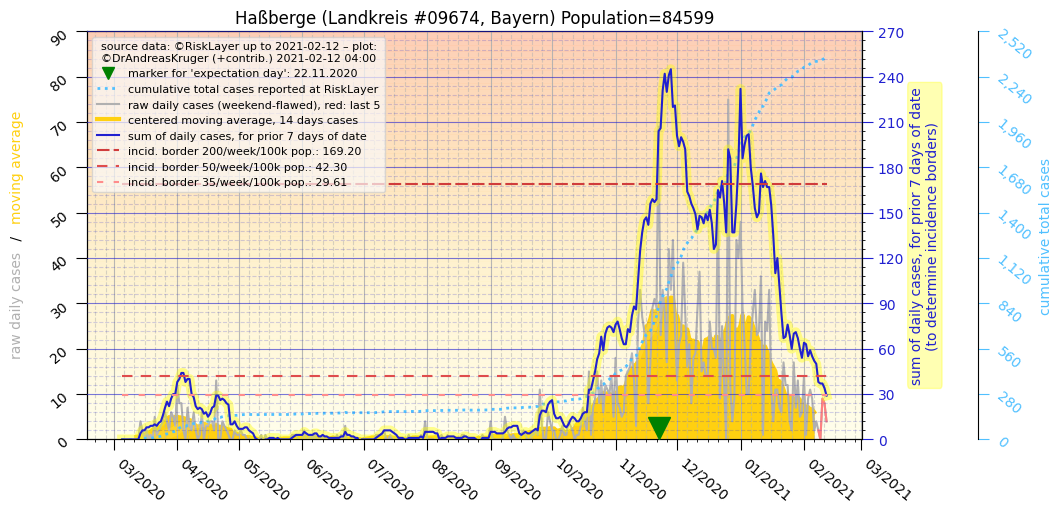 Haßberge (Landkreis #09674, Bayern) Population=84599
source data: ©RiskLayer up to 2021-02-12 – plot:
©DrAndreasKruger (+contrib.) 2021-02-12 04:00
marker for 'expectation day': 22.11.2020
cumulative total cases reported at RiskLayer
raw daily cases (weekend-flawed), red: last 5
centered moving average, 14 days cases
sum of daily cases, for prior 7 days of date
incid. border 200/week/100k pop.: 169.20
incid. border 50/week/100k pop.: 42.30
incid. border 35/week/100k pop.: 29.61
raw daily cases / moving average
90
80
70
60
50
40
30
20
10
0
270
240
210
180
150
120
90
60
30
0
sum of daily cases, for prior 7 days of date
(to determine incidence borders)
2,520
2,240
1,960
1,680
1,400
1,120
840
560
280
0
cumulative total cases
03/2020
04/2020
05/2020
06/2020
07/2020
08/2020
09/2020
10/2020
11/2020
12/2020
01/2021
02/2021
03/2021